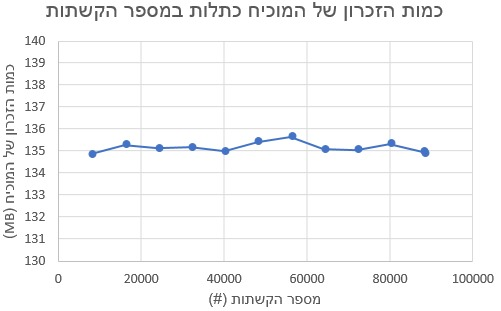 כמות הזכרון של המוכיח כתלות במספר הקשתות
כמות הזכרון של המוכיח (MB)
140
139
138
137
136
135
134
133
132
131
130
0 20000 40000 60000 80000 100000
מספר הקשתות (#)